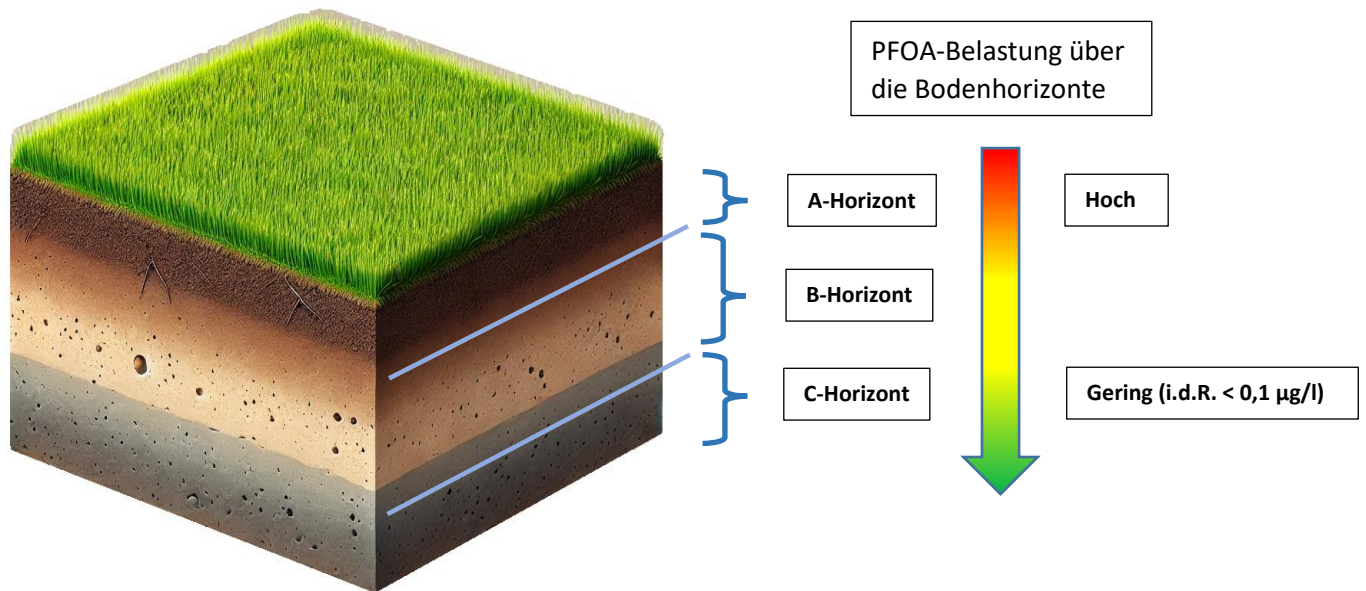 PFOA-Belastung über
die Bodenhorizonte
A-Horizont
Hoch
B-Horizont
C-Horizont
Gering (i.d.R. < 0,1 µg/l)